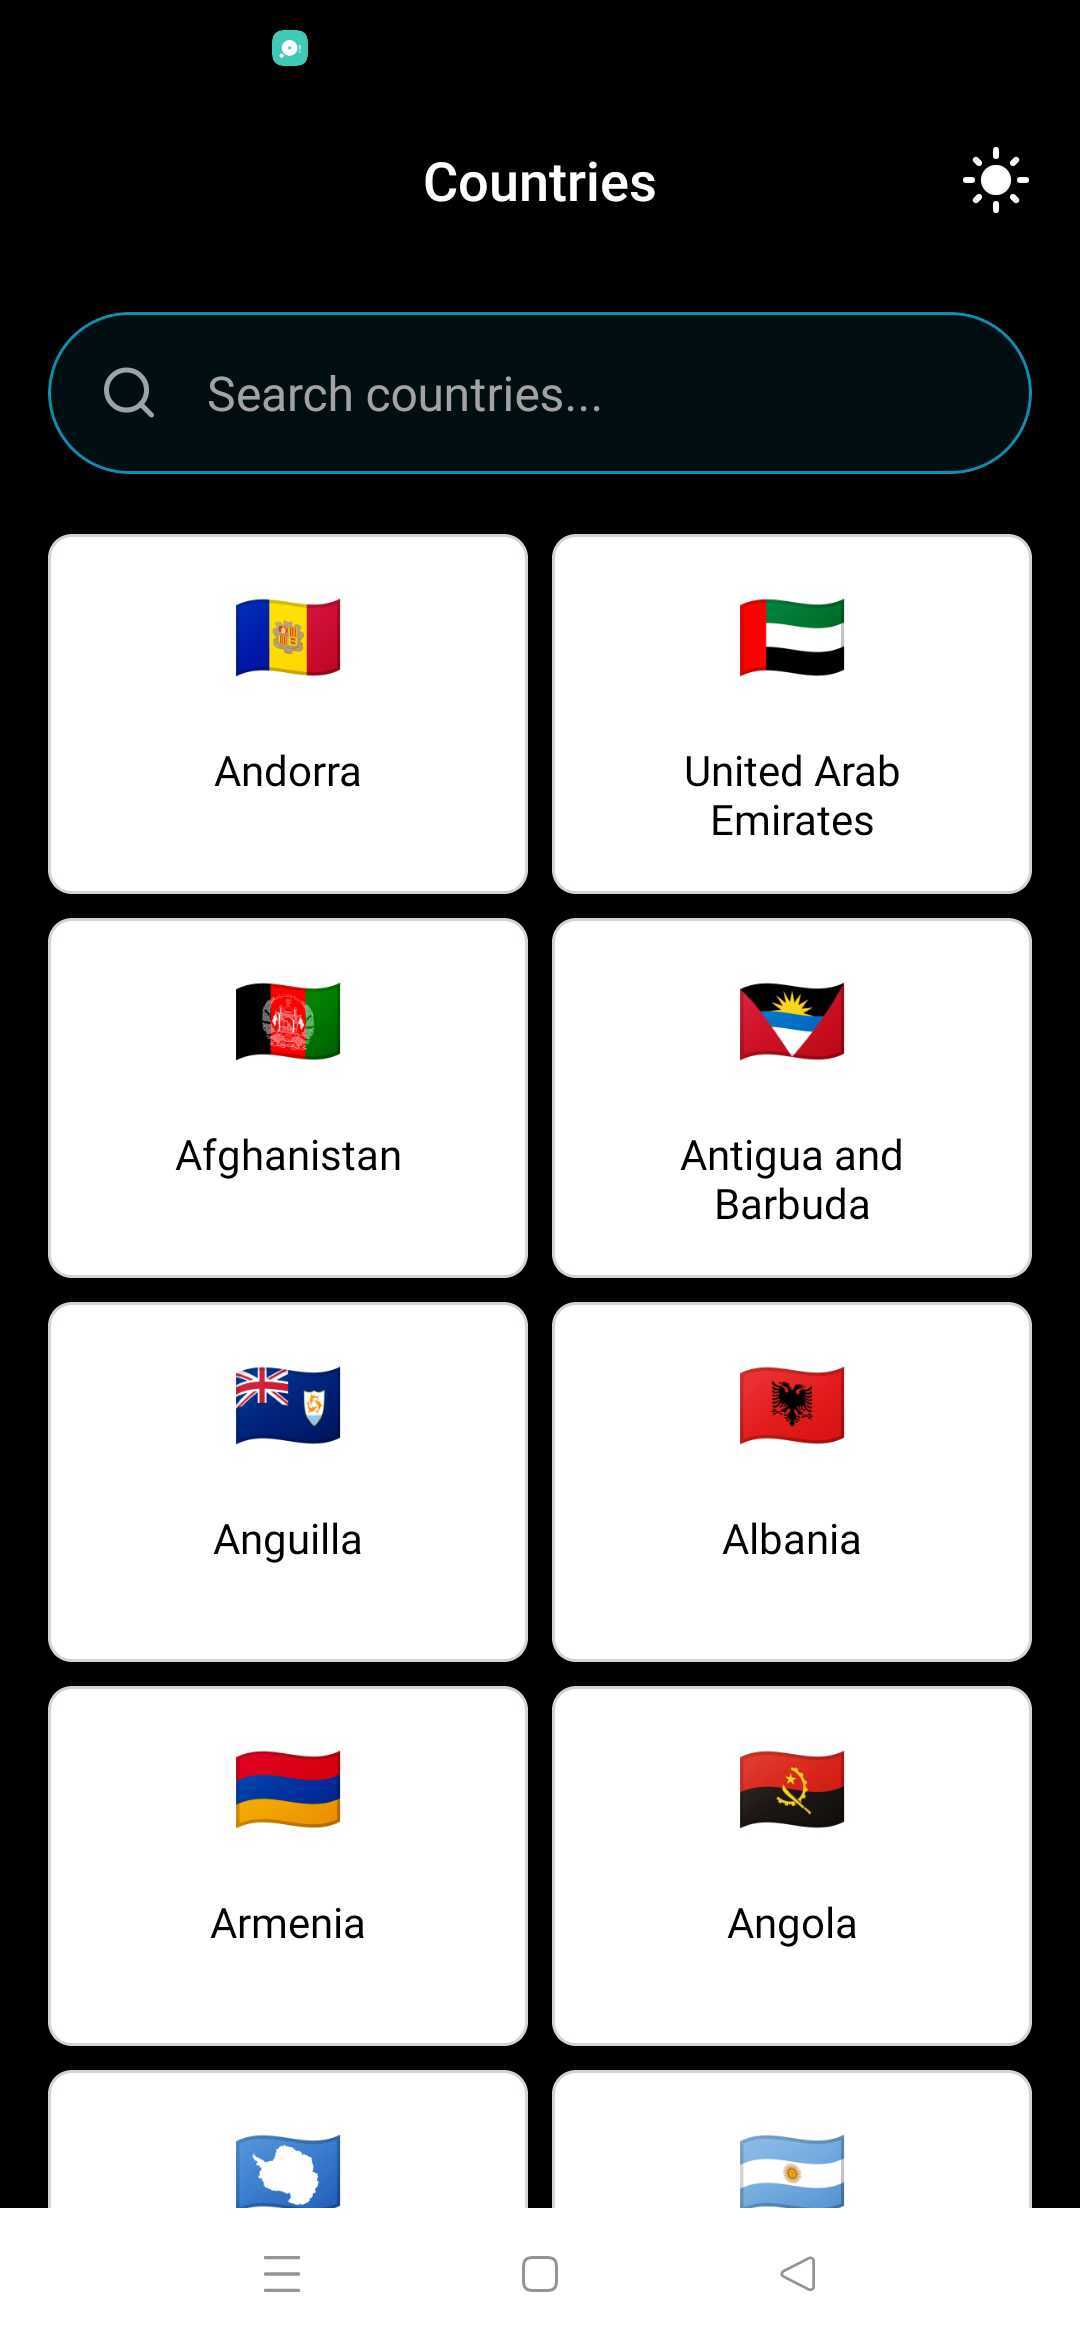 Countries
Search countries...
Andorra
United Arab
Emirates
Afghanistan
Antigua and
Barbuda
Anguilla
Albania
Armenia
Angola